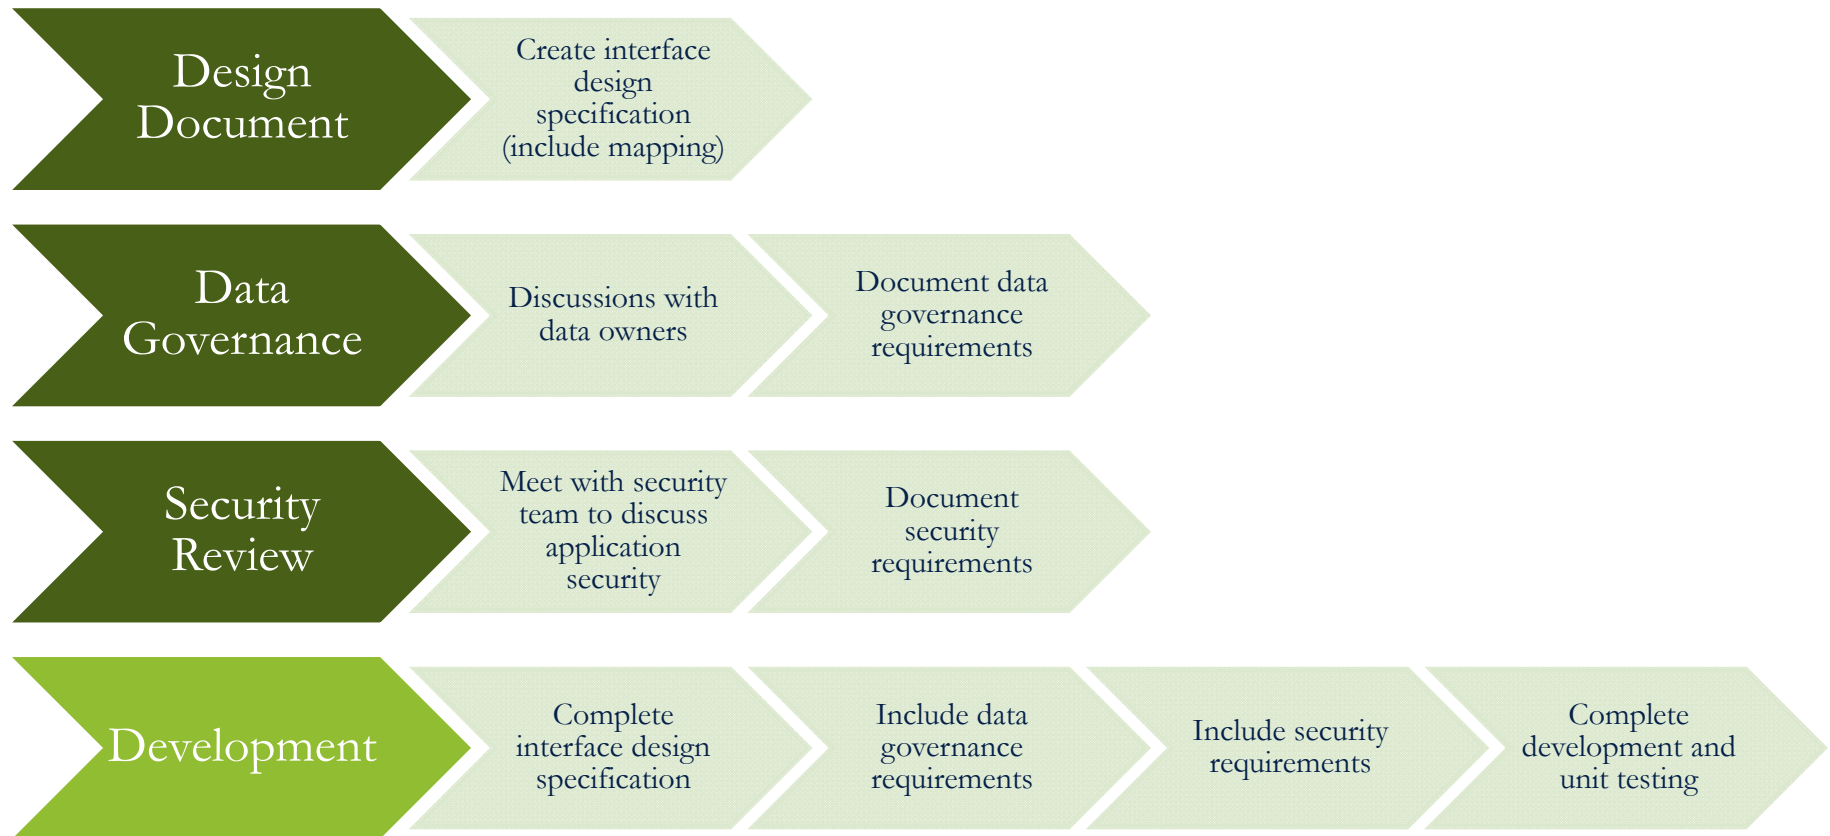 Design
Document
Create interface
design
specification
(include mapping)
Data
Governance
Discussions with
data owners
Document data
governance
requirements
Security
Review
Meet with security
team to discuss
application
security
Document
security
requirements
Development
Complete
interface design
specification
Include data
governance
requirements
Include security
requirements
Complete
development and
unit testing